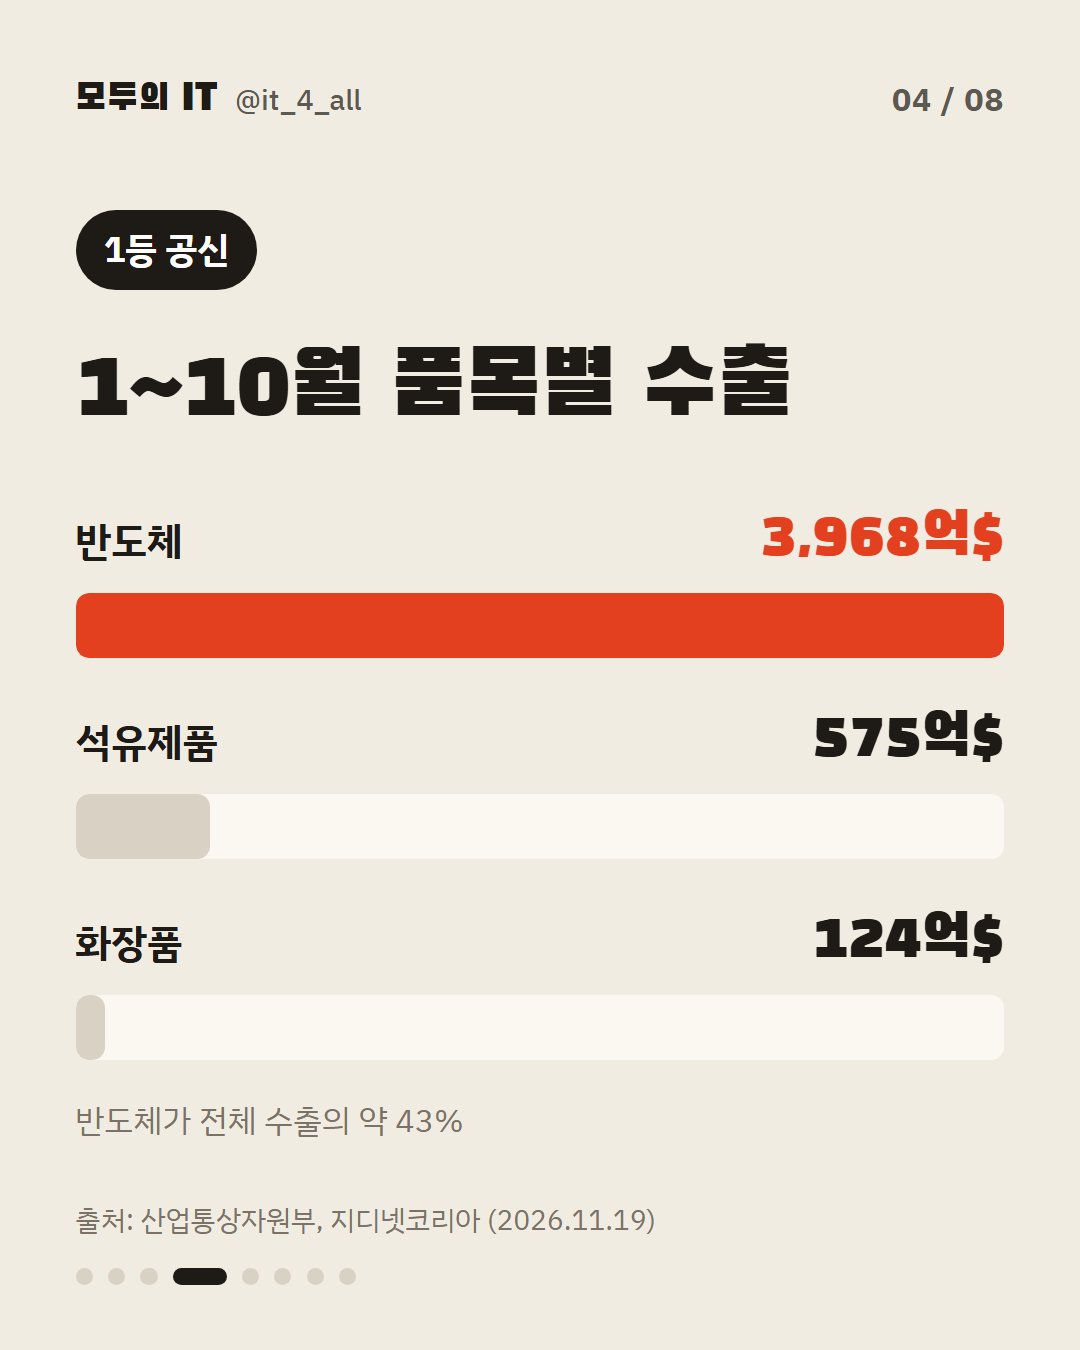 모두의 IT @it_4_all 04 / 08
1등 공신
1~10월 품목별 수출
반도체 3,968억$
석유제품 575억$
화장품 124억$
반도체가 전체 수출의 약 43%
출처: 산업통상자원부, 지디넷코리아 (2026.11.19)